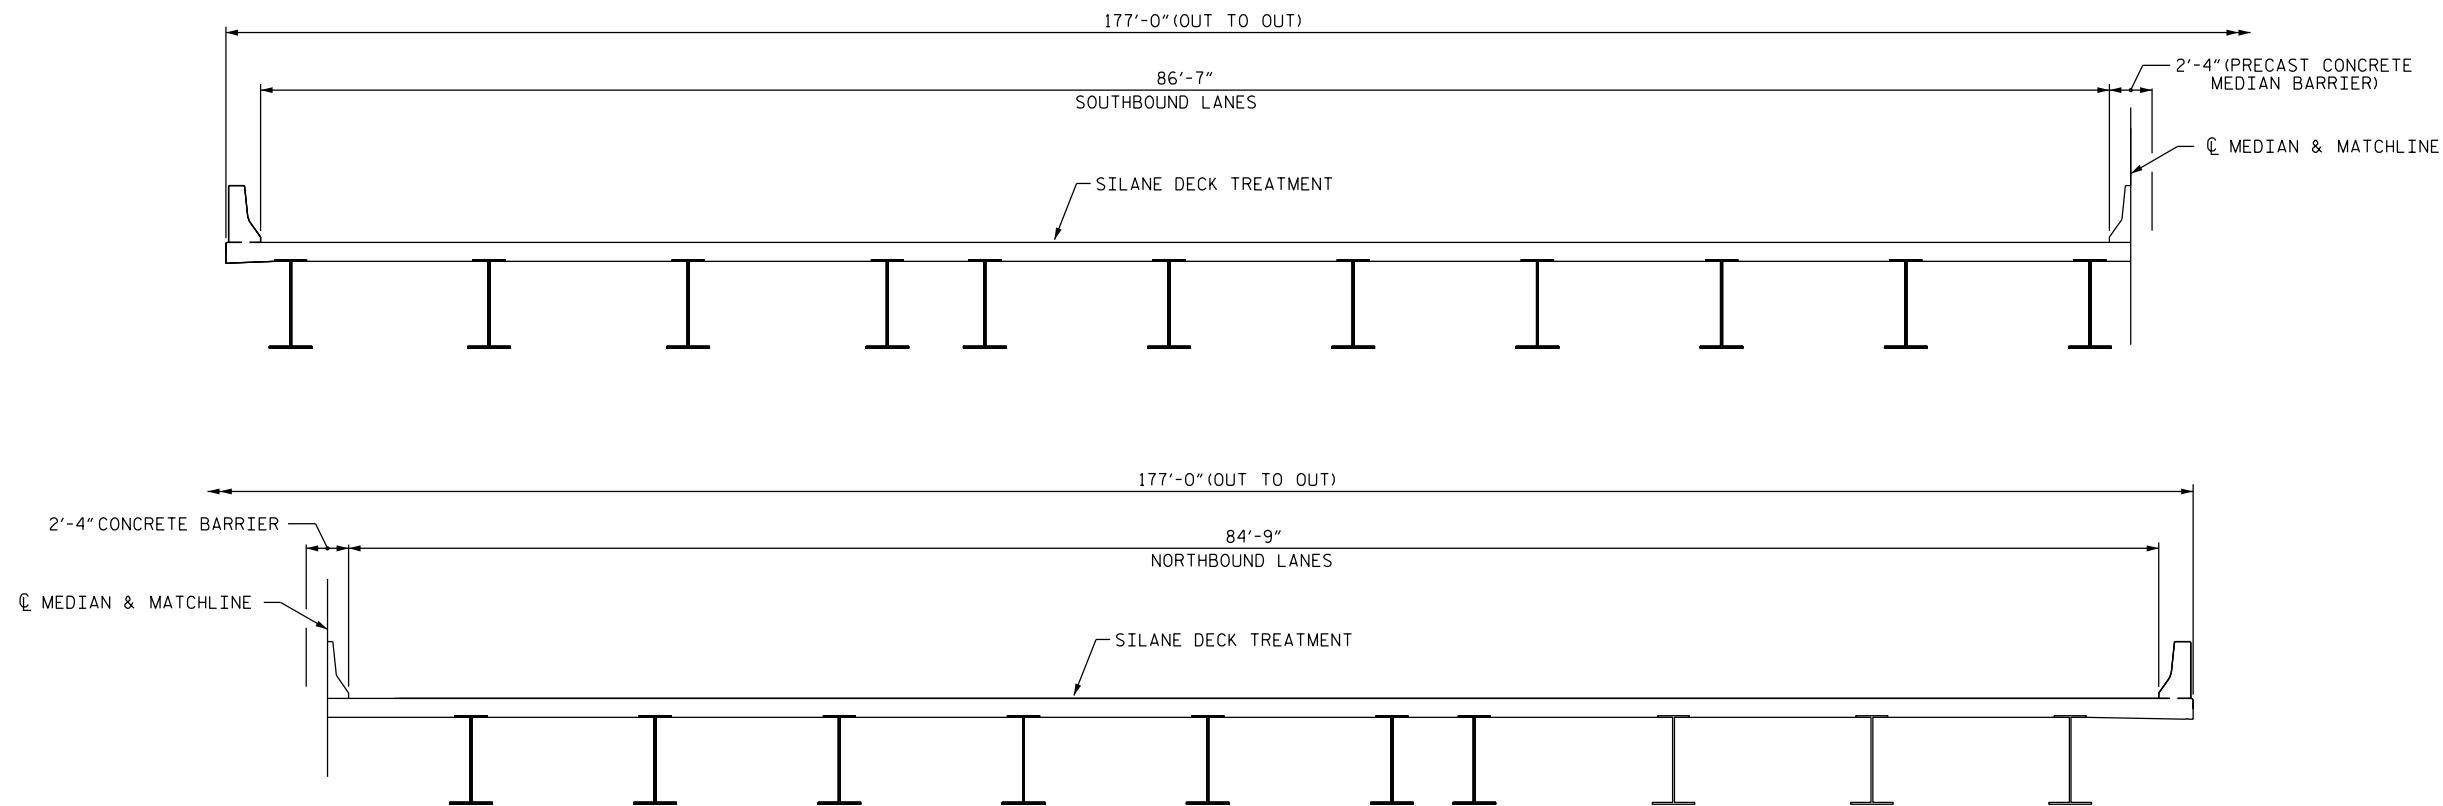 177'-0" (OUT TO OUT)
86'-7"
SOUTHBOUND LANES
2'-4" (PRECAST CONCRETE
MEDIAN BARRIER)
℄ MEDIAN & MATCHLINE
SILANE DECK TREATMENT
177'-0" (OUT TO OUT)
2'-4" CONCRETE BARRIER
84'-9"
NORTHBOUND LANES
℄ MEDIAN & MATCHLINE
SILANE DECK TREATMENT